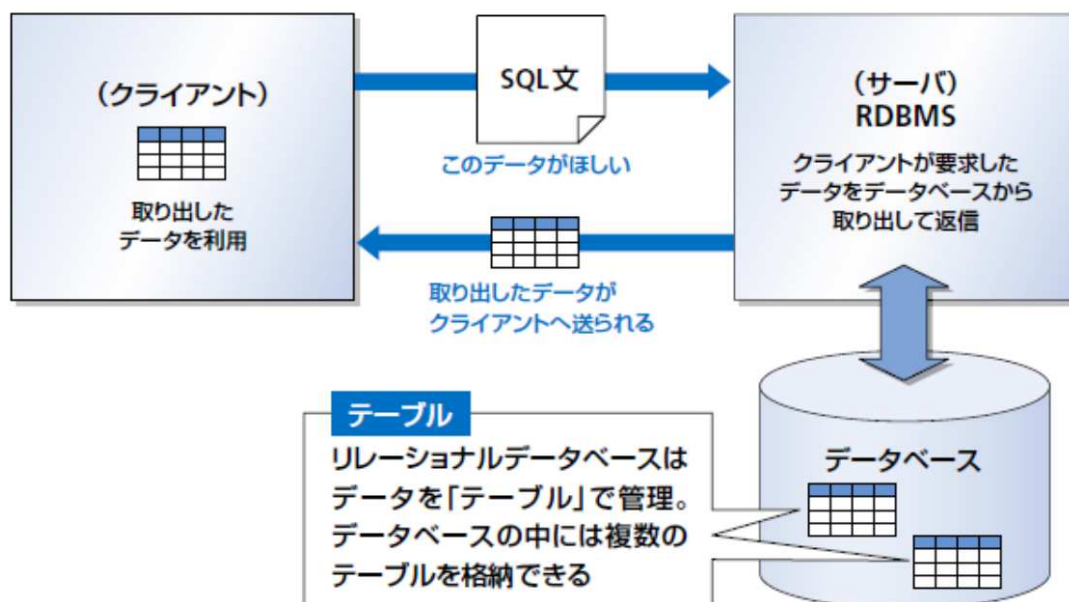 (クライアント)
取り出した
データを利用
SQL文
このデータがほしい
取り出したデータが
クライアントへ送られる
(サーバ)
RDBMS
クライアントが要求した
データをデータベースから
取り出して返信
テーブル
リレーショナルデータベースは
データを「テーブル」で管理。
データベースの中には複数の
テーブルを格納できる
データベース